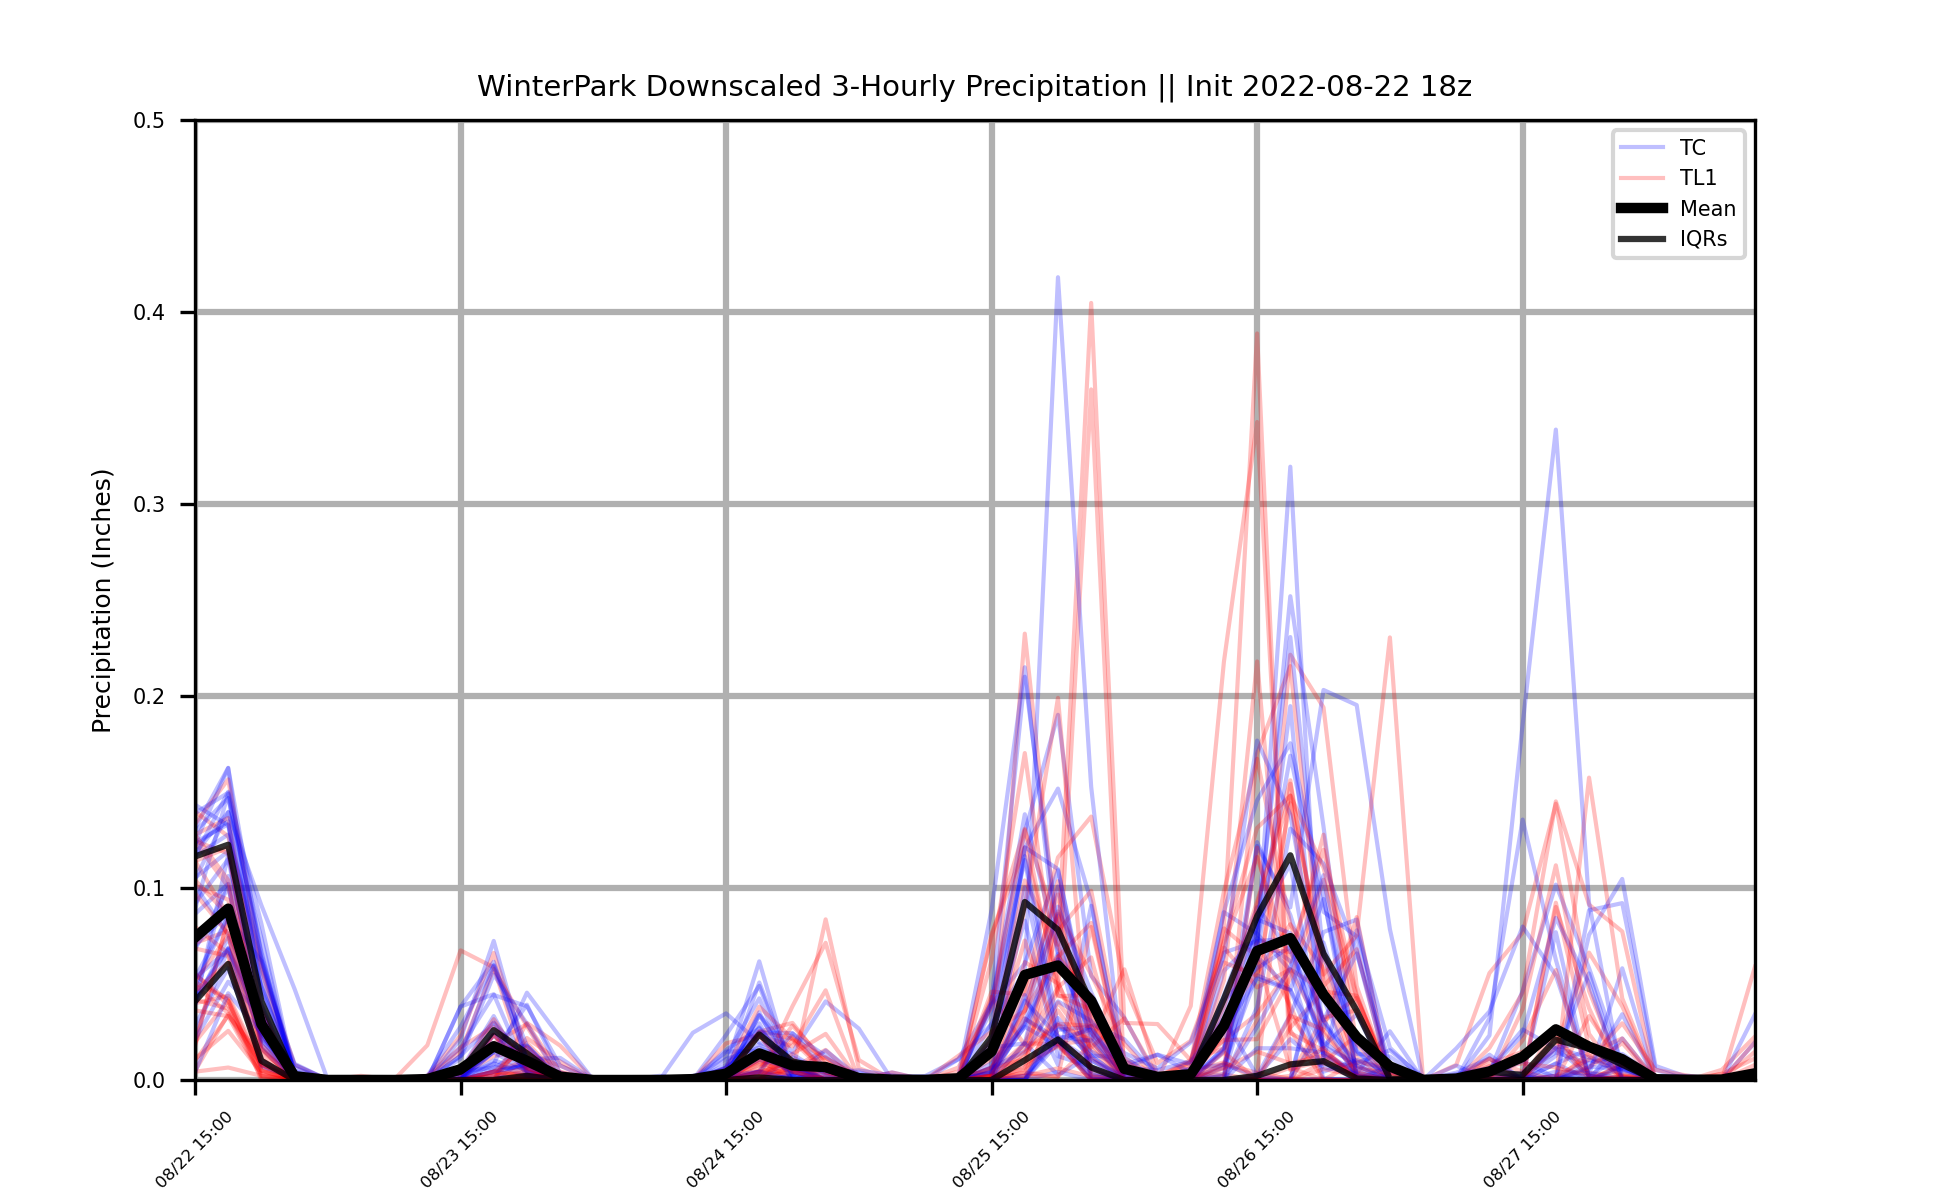 WinterPark Downscaled 3-Hourly Precipitation || Init 2022-08-22 18z
TC
TL1
Mean
IQRs
Precipitation (Inches)
0.5
0.4
0.3
0.2
0.1
0.0
08/22 15:00
08/23 15:00
08/24 15:00
08/25 15:00
08/26 15:00
08/27 15:00